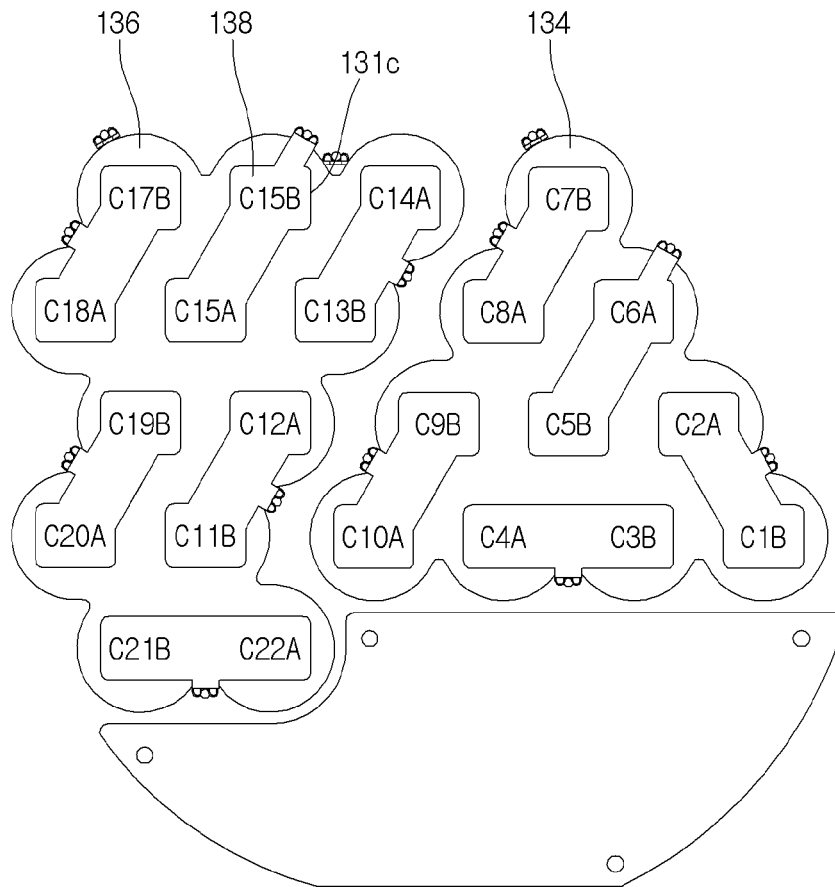 136 138 131c 134
C17B C15B C14A C7B
C18A C15A C13B C8A C6A
C19B C12A C9B C5B C2A
C20A C11B C10A C4A C3B C1B
C21B C22A